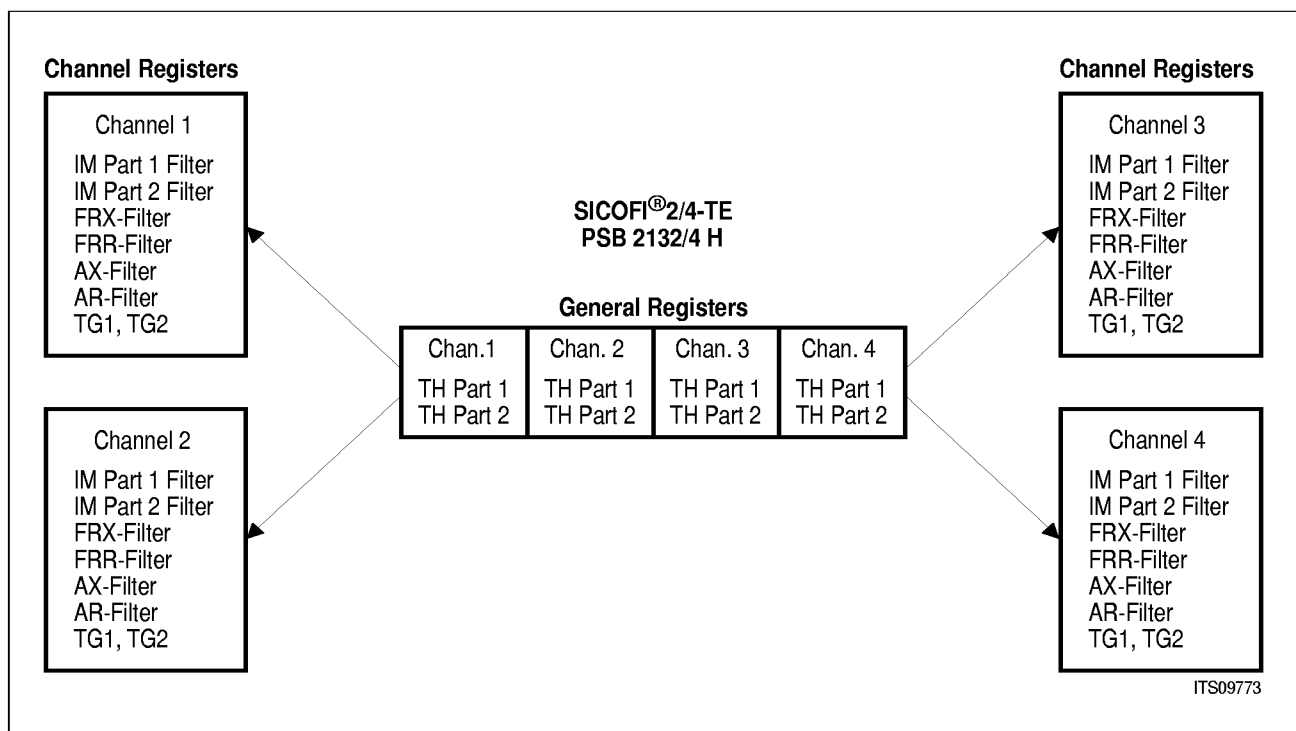 Channel Registers
Channel 1
IM Part 1 Filter
IM Part 2 Filter
FRX-Filter
FRR-Filter
AX-Filter
AR-Filter
TG1, TG2
Channel 2
IM Part 1 Filter
IM Part 2 Filter
FRX-Filter
FRR-Filter
AX-Filter
AR-Filter
TG1, TG2
SICOFI®2/4-TE
PSB 2132/4 H
General Registers
Chan.1 Chan. 2 Chan. 3 Chan. 4
TH Part 1 TH Part 1 TH Part 1 TH Part 1
TH Part 2 TH Part 2 TH Part 2 TH Part 2
Channel Registers
Channel 3
IM Part 1 Filter
IM Part 2 Filter
FRX-Filter
FRR-Filter
AX-Filter
AR-Filter
TG1, TG2
Channel 4
IM Part 1 Filter
IM Part 2 Filter
FRX-Filter
FRR-Filter
AX-Filter
AR-Filter
TG1, TG2
ITS09773